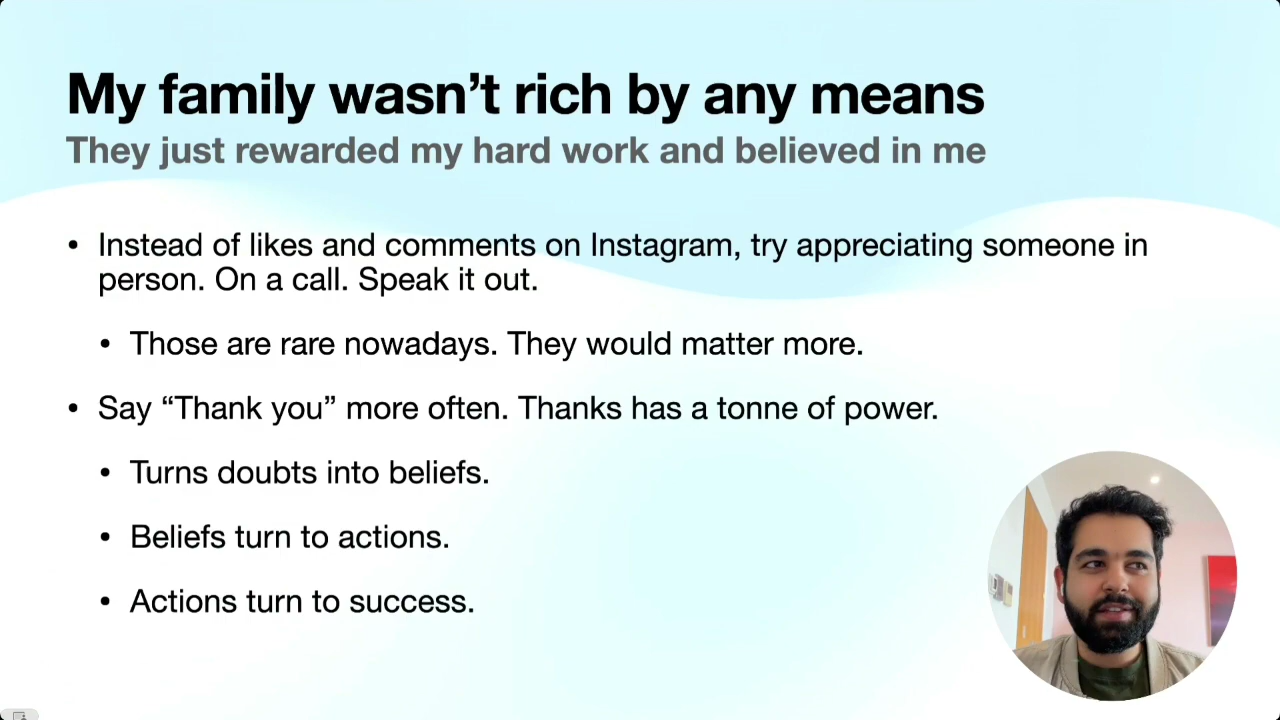 My family wasn’t rich by any means
They just rewarded my hard work and believed in me
• Instead of likes and comments on Instagram, try appreciating someone in
person. On a call. Speak it out.
• Those are rare nowadays. They would matter more.
• Say “Thank you” more often. Thanks has a tonne of power.
• Turns doubts into beliefs.
• Beliefs turn to actions.
• Actions turn to success.